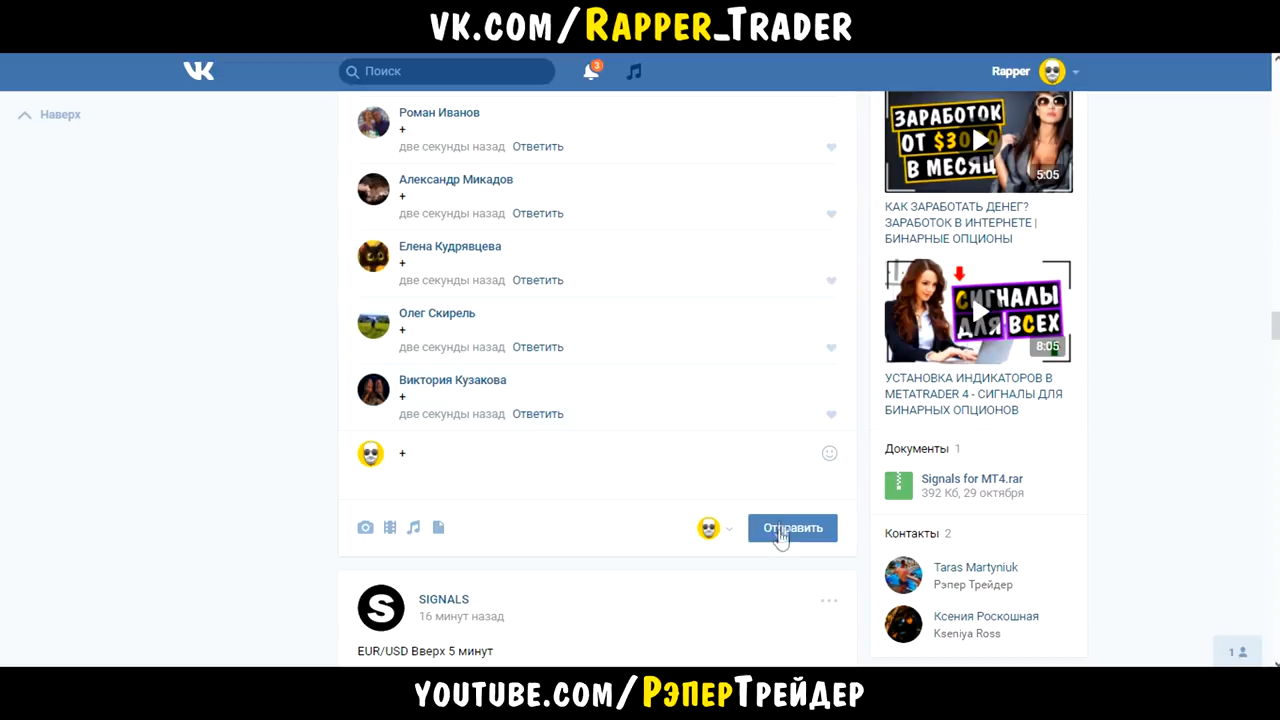 VK.COM/RAPPER_TRADER
Поиск
3
Rapper
Наверх
Роман Иванов
+
две секунды назад Ответить
Александр Микадов
+
две секунды назад Ответить
Елена Кудрявцева
+
две секунды назад Ответить
Олег Скирель
+
две секунды назад Ответить
Виктория Кузакова
+
две секунды назад Ответить
+
Отправить
S
SIGNALS
16 минут назад
EUR/USD Вверх 5 минут
ЗАРАБОТОК
ОТ $3000
В МЕСЯЦ
5:05
КАК ЗАРАБОТАТЬ ДЕНЕГ?
ЗАРАБОТОК В ИНТЕРНЕТЕ |
БИНАРНЫЕ ОПЦИОНЫ
СИГНАЛЫ
ДЛЯ ВСЕХ
8:05
УСТАНОВКА ИНДИКАТОРОВ В
METATRADER 4 - СИГНАЛЫ ДЛЯ
БИНАРНЫХ ОПЦИОНОВ
Документы 1
Signals for MT4.rar
392 Кб, 29 октября
Контакты 2
Taras Martyniuk
Рэпер Трейдер
Ксения Роскошная
Kseniya Ross
1
YOUTUBE.COM/РЭПЕРТРЕЙДЕР